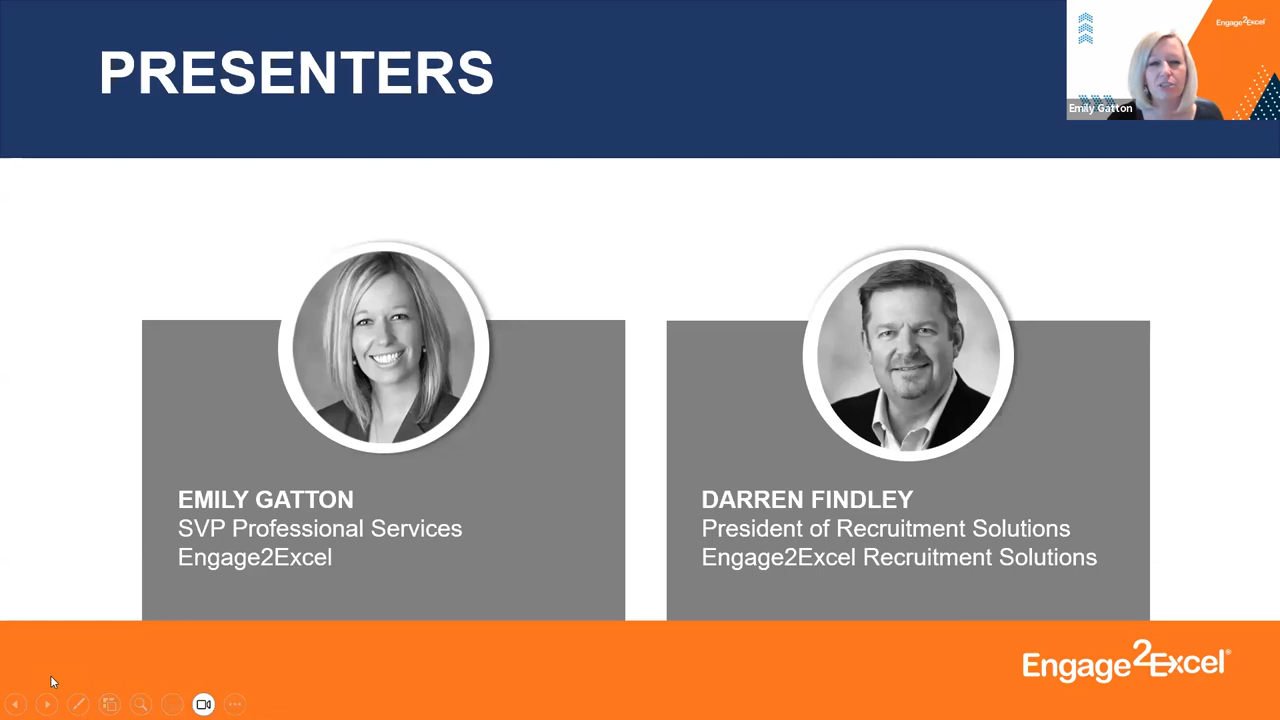 PRESENTERS
Engage2Excel
Emily Gatton
EMILY GATTON
SVP Professional Services
Engage2Excel
DARREN FINDLEY
President of Recruitment Solutions
Engage2Excel Recruitment Solutions
Engage2Excel®